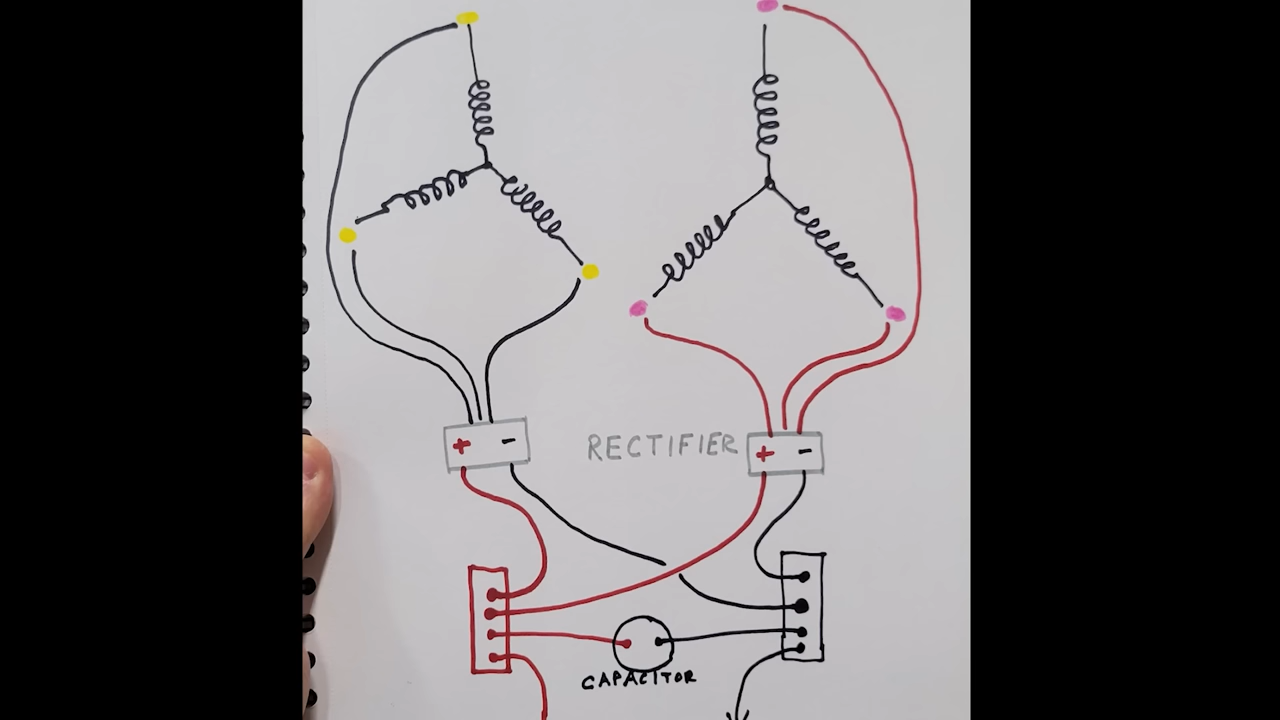 + -
RECTIFIER
+ -
CAPACITOR